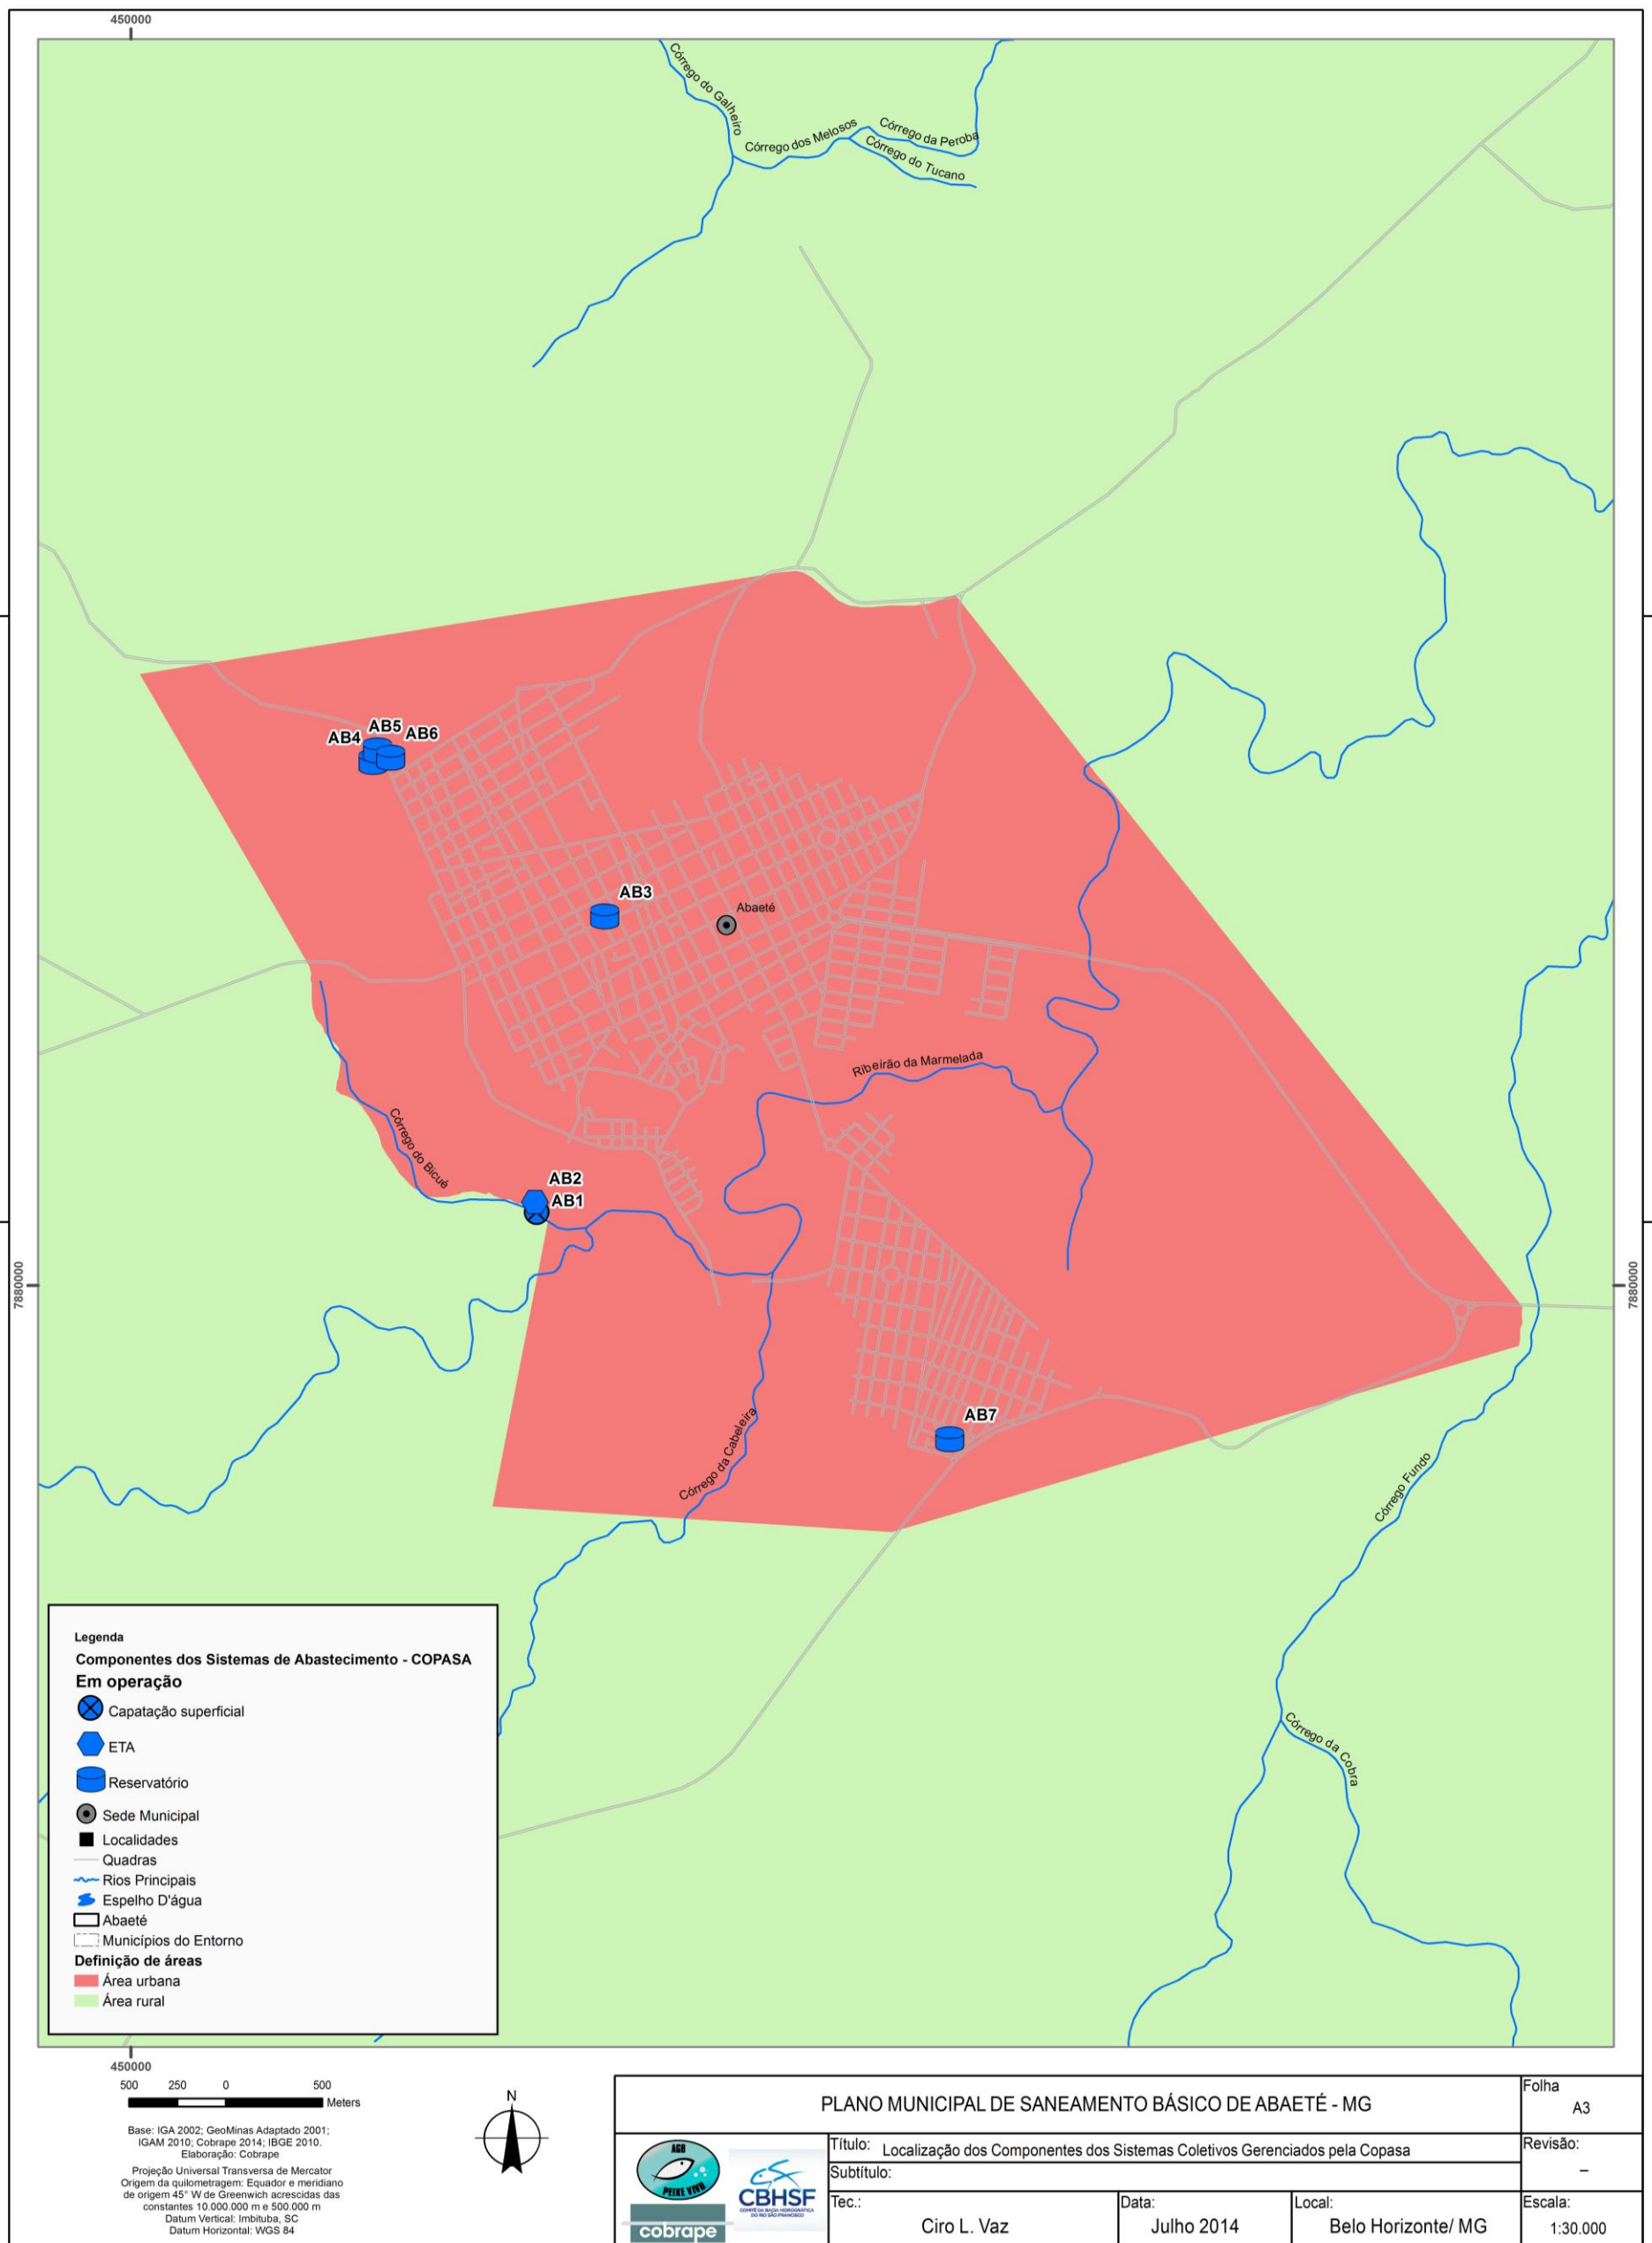 450000
Córrego do Galheiro
Córrego dos Melosos
Córrego da Peroba
Córrego do Tucano
AB5
AB4
AB6
AB3
Abaeté
Ribeirão da Marmelada
Córrego do Bicué
AB2
AB1
7880000
7880000
AB7
Córrego da Cabeleira
Córrego Fundo
Córrego da Cobra
Legenda
Componentes dos Sistemas de Abastecimento - COPASA
Em operação
Capatação superficial
ETA
Reservatório
Sede Municipal
Localidades
Quadras
Rios Principais
Espelho D'água
Abaeté
Municípios do Entorno
Definição de áreas
Área urbana
Área rural
450000
500 250 0 500
Meters
Base: IGA 2002; GeoMinas Adaptado 2001;
IGAM 2010; Cobrape 2014; IBGE 2010.
Elaboração: Cobrape
Projeção Universal Transversa de Mercator
Origem da quilometragem: Equador e meridiano
de origem 45° W de Greenwich acrescidas das
constantes 10.000.000 m e 500.000 m
Datum Vertical: Imbituba, SC
Datum Horizontal: WGS 84
N
PLANO MUNICIPAL DE SANEAMENTO BÁSICO DE ABAETÉ - MG
Folha
A3
AGB
PEIXE VIVO
cobrape
CBHSF
COMITÊ DA BACIA HIDROGRÁFICA
DO RIO SÃO FRANCISCO
Título: Localização dos Componentes dos Sistemas Coletivos Gerenciados pela Copasa
Revisão:
–
Subtítulo:
Tec.:
Ciro L. Vaz
Data:
Julho 2014
Local:
Belo Horizonte/ MG
Escala:
1:30.000